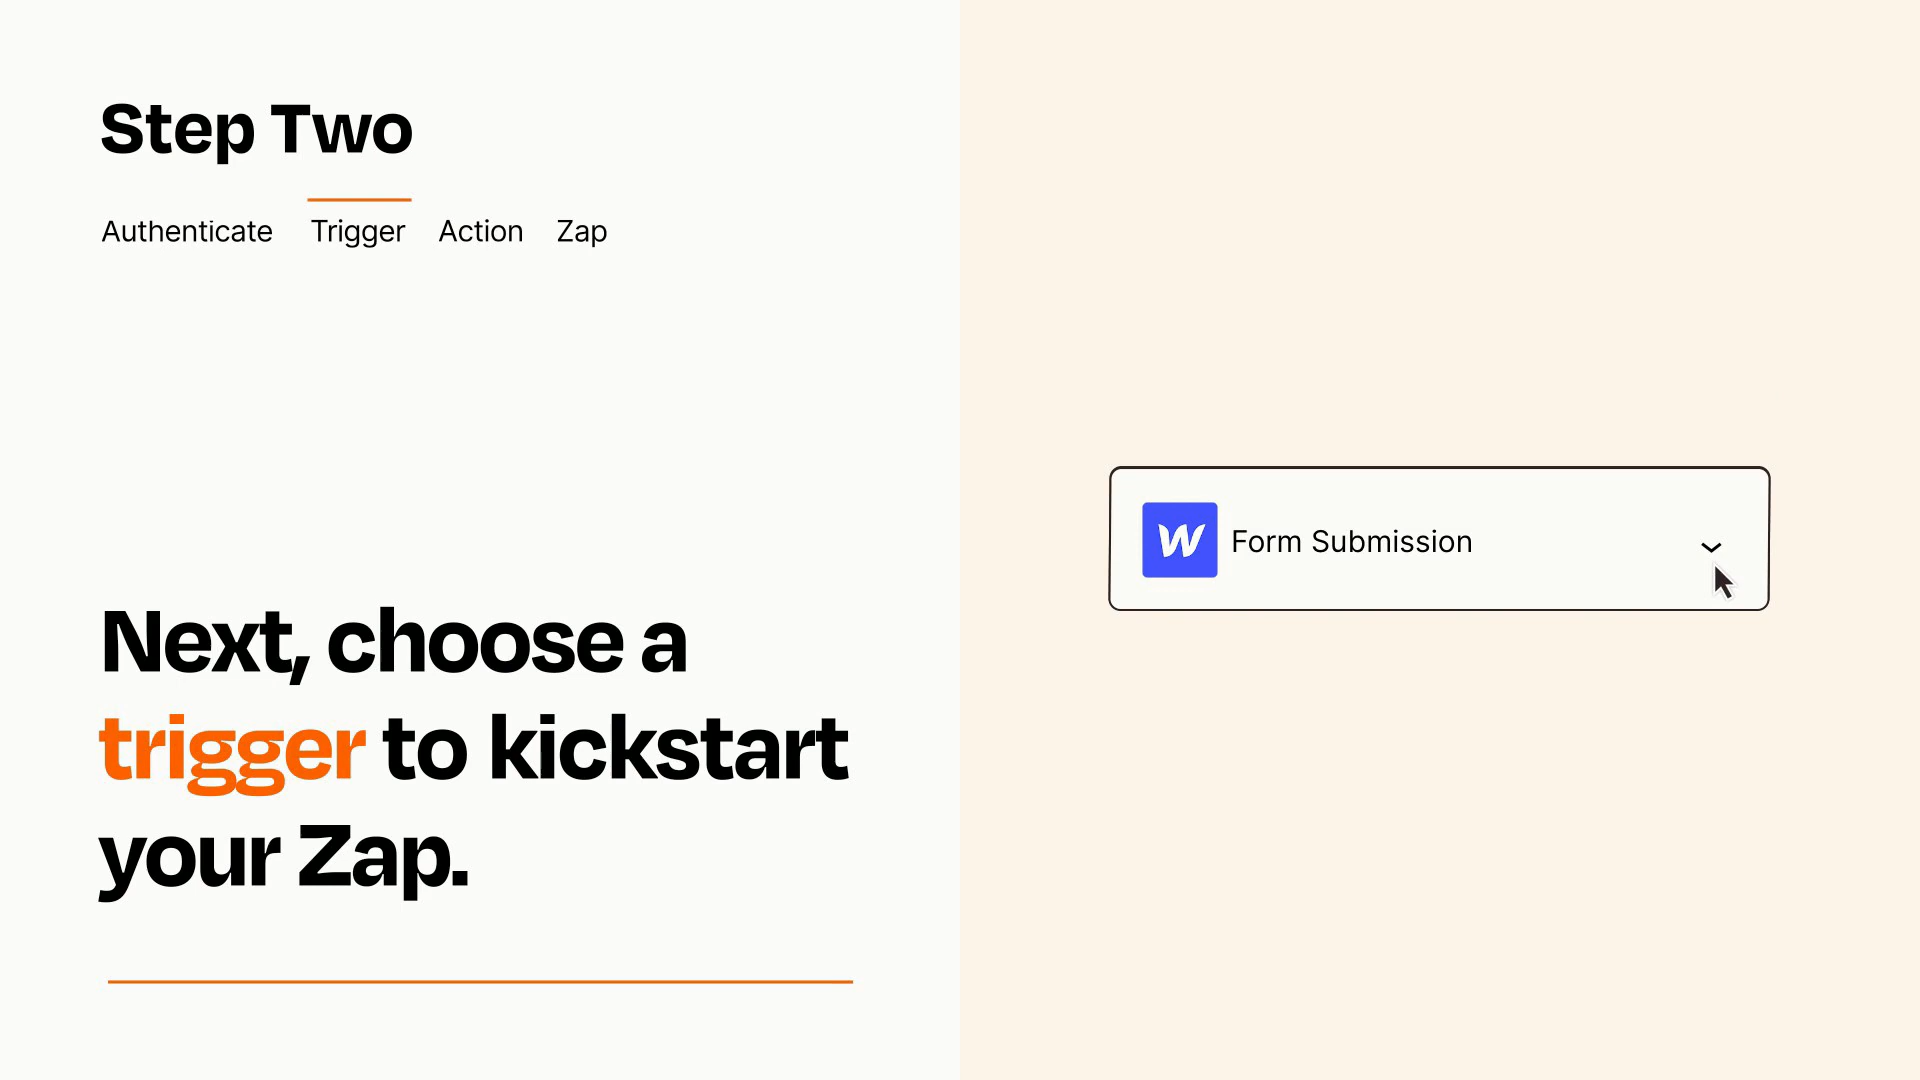 Step Two
Authenticate Trigger Action Zap
Next, choose a
trigger to kickstart
your Zap.
W Form Submission